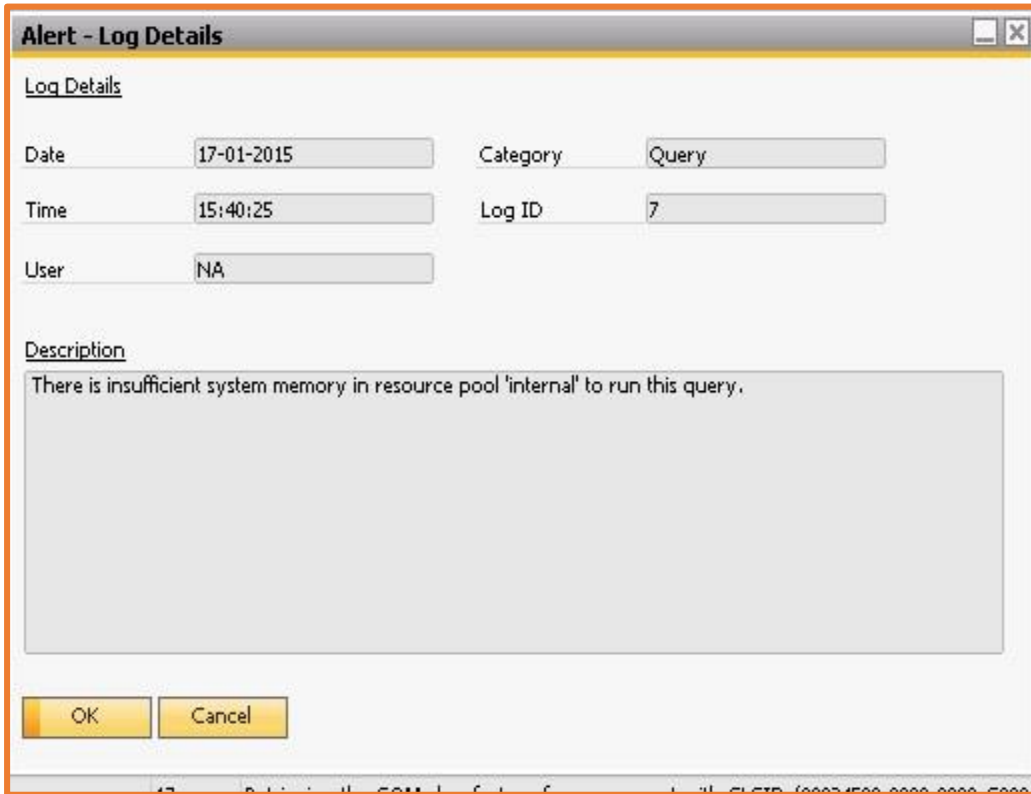 Alert - Log Details
Log Details
Date 17-01-2015 Category Query
Time 15:40:25 Log ID 7
User NA
Description
There is insufficient system memory in resource pool 'internal' to run this query.
OK Cancel